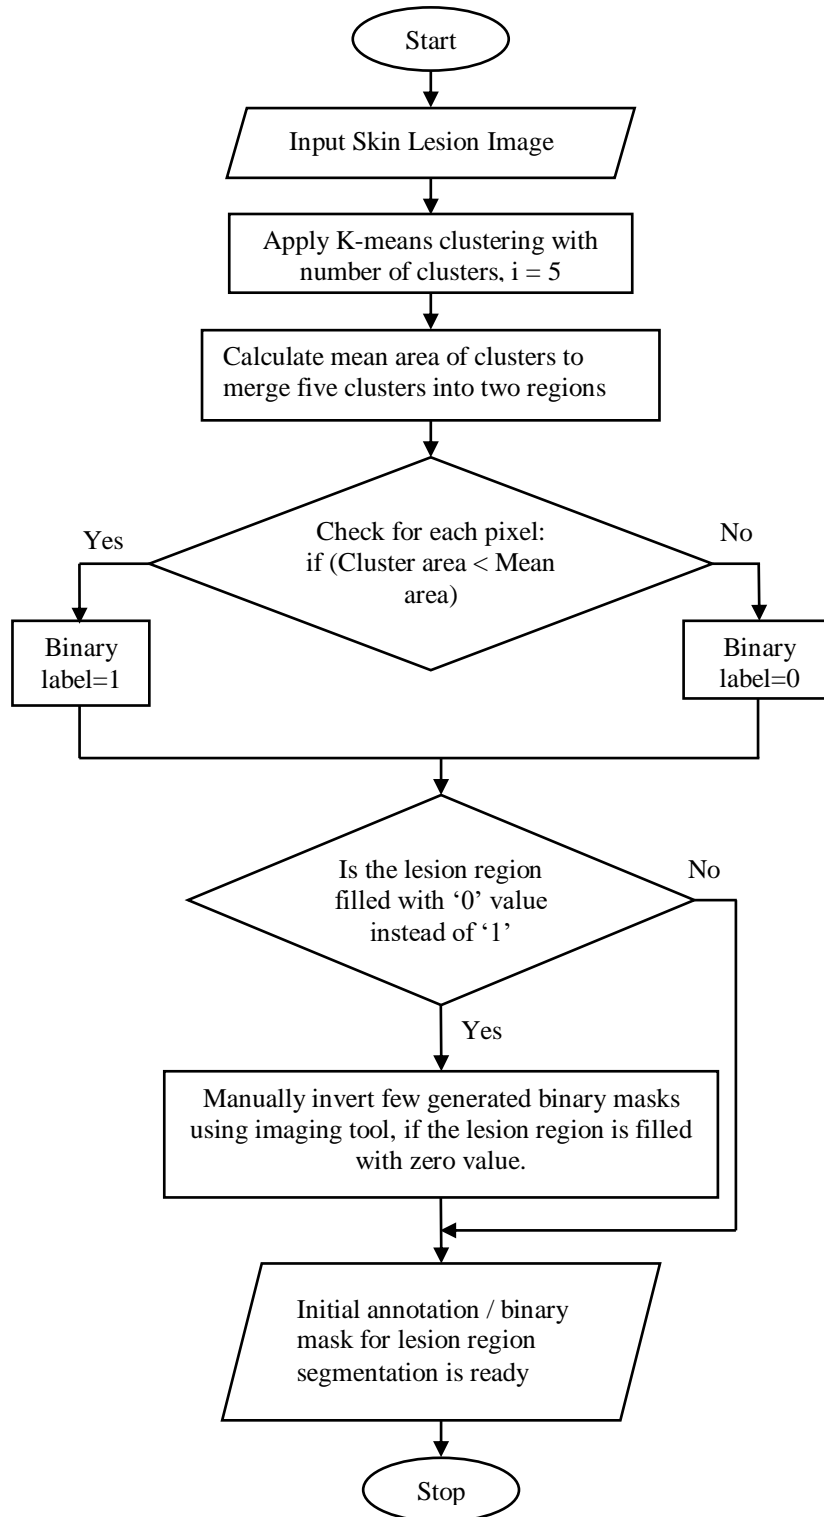 Start
Input Skin Lesion Image
Apply K-means clustering with
number of clusters, i = 5
Calculate mean area of clusters to
merge five clusters into two regions
Check for each pixel:
if (Cluster area < Mean
area)
Yes
No
Binary
label=1
Binary
label=0
Is the lesion region
filled with ‘0’ value
instead of ‘1’
No
Yes
Manually invert few generated binary masks
using imaging tool, if the lesion region is filled
with zero value.
Initial annotation / binary
mask for lesion region
segmentation is ready
Stop